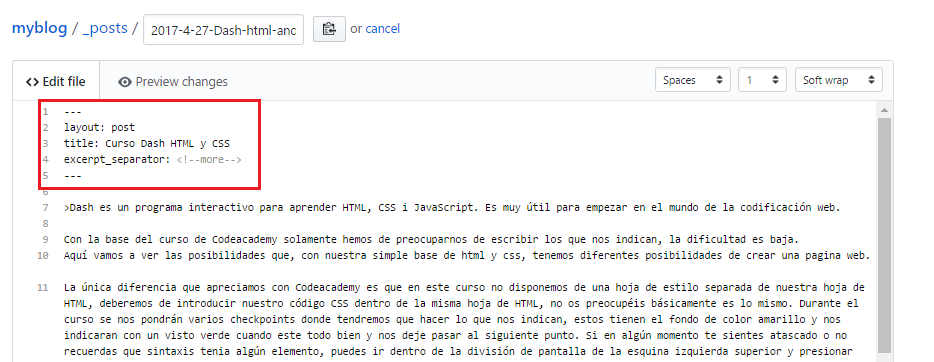 myblog / _posts / 2017-4-27-Dash-html-anc or cancel
<> Edit file Preview changes Spaces 1 Soft wrap
1 ---
2 layout: post
3 title: Curso Dash HTML y CSS
4 excerpt_separator: <!--more-->
5 ---
6
7 >Dash es un programa interactivo para aprender HTML, CSS i JavaScript. Es muy útil para empezar en el mundo de la codificación web.
8
9 Con la base del curso de Codeacademy solamente hemos de preocuparnos de escribir los que nos indican, la dificultad es baja.
10 Aquí vamos a ver las posibilidades que, con nuestra simple base de html y css, tenemos diferentes posibilidades de crear una pagina web.
11 La única diferencia que apreciamos con Codeacademy es que en este curso no disponemos de una hoja de estilo separada de nuestra hoja de
HTML, deberemos de introducir nuestro código CSS dentro de la misma hoja de HTML, no os preocupéis básicamente es lo mismo. Durante el
curso se nos pondrán varios checkpoints donde tendremos que hacer lo que nos indican, estos tienen el fondo de color amarillo y nos
indicaran con un visto verde cuando este todo bien y nos deje pasar al siguiente punto. Si en algún momento te sientes atascado o no
recuerdas que sintaxis tenia algún elemento, puedes ir dentro de la división de pantalla de la esquina izquierda superior y presionar